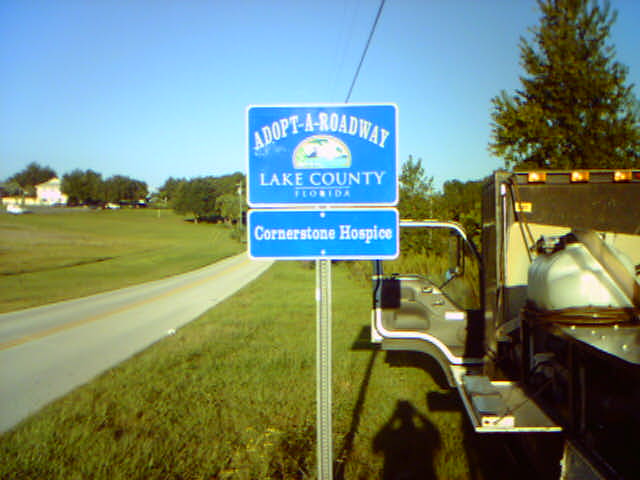 ADOPT-A-ROADWAY
LAKE COUNTY
FLORIDA
Cornerstone Hospice